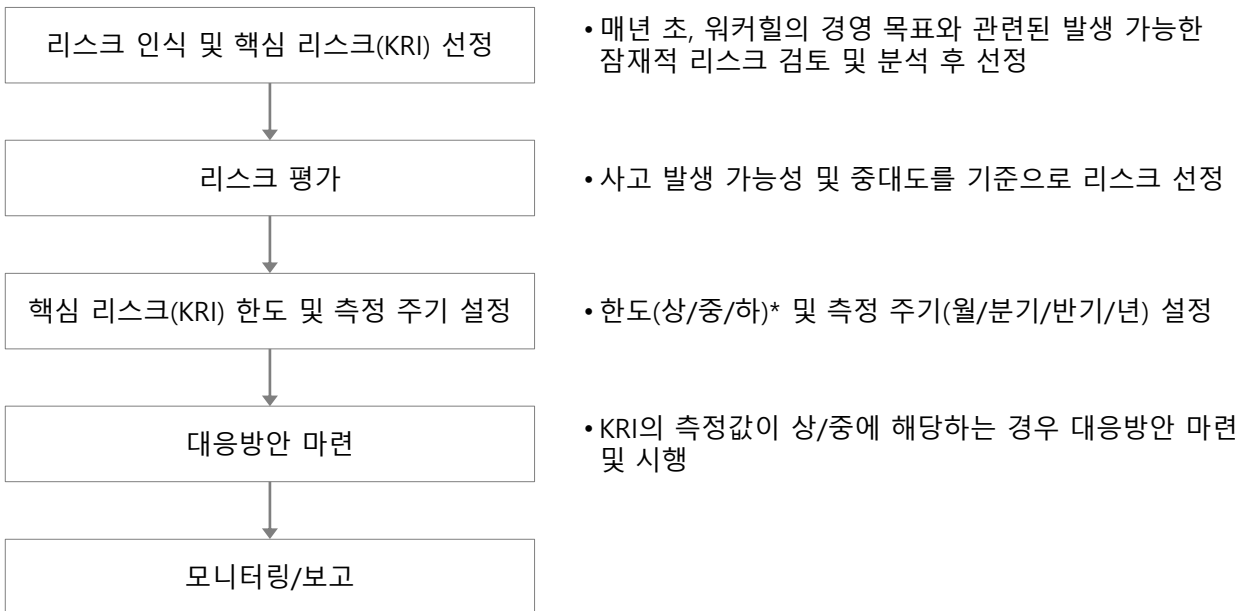 리스크 인식 및 핵심 리스크(KRI) 선정
• 매년 초, 워커힐의 경영 목표와 관련된 발생 가능한
잠재적 리스크 검토 및 분석 후 선정
리스크 평가
• 사고 발생 가능성 및 중대도를 기준으로 리스크 선정
핵심 리스크(KRI) 한도 및 측정 주기 설정
• 한도(상/중/하)* 및 측정 주기(월/분기/반기/년) 설정
대응방안 마련
• KRI의 측정값이 상/중에 해당하는 경우 대응방안 마련
및 시행
모니터링/보고